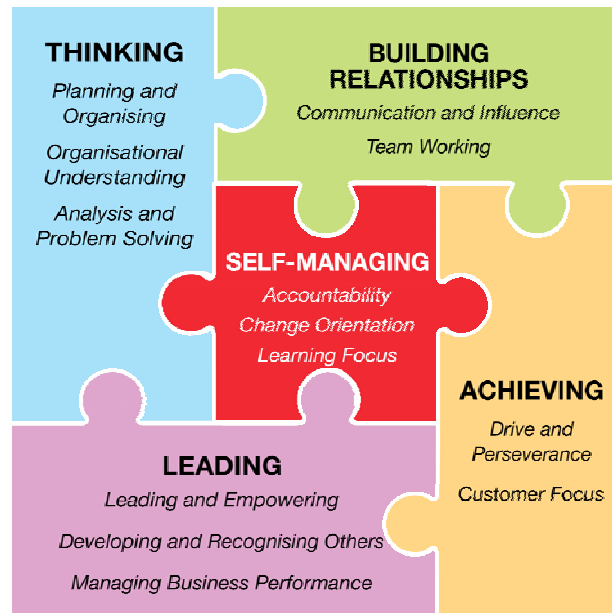 THINKING
Planning and
Organising
Organisational
Understanding
Analysis and
Problem Solving
BUILDING
RELATIONSHIPS
Communication and Influence
Team Working
SELF-MANAGING
Accountability
Change Orientation
Learning Focus
ACHIEVING
Drive and
Perseverance
Customer Focus
LEADING
Leading and Empowering
Developing and Recognising Others
Managing Business Performance